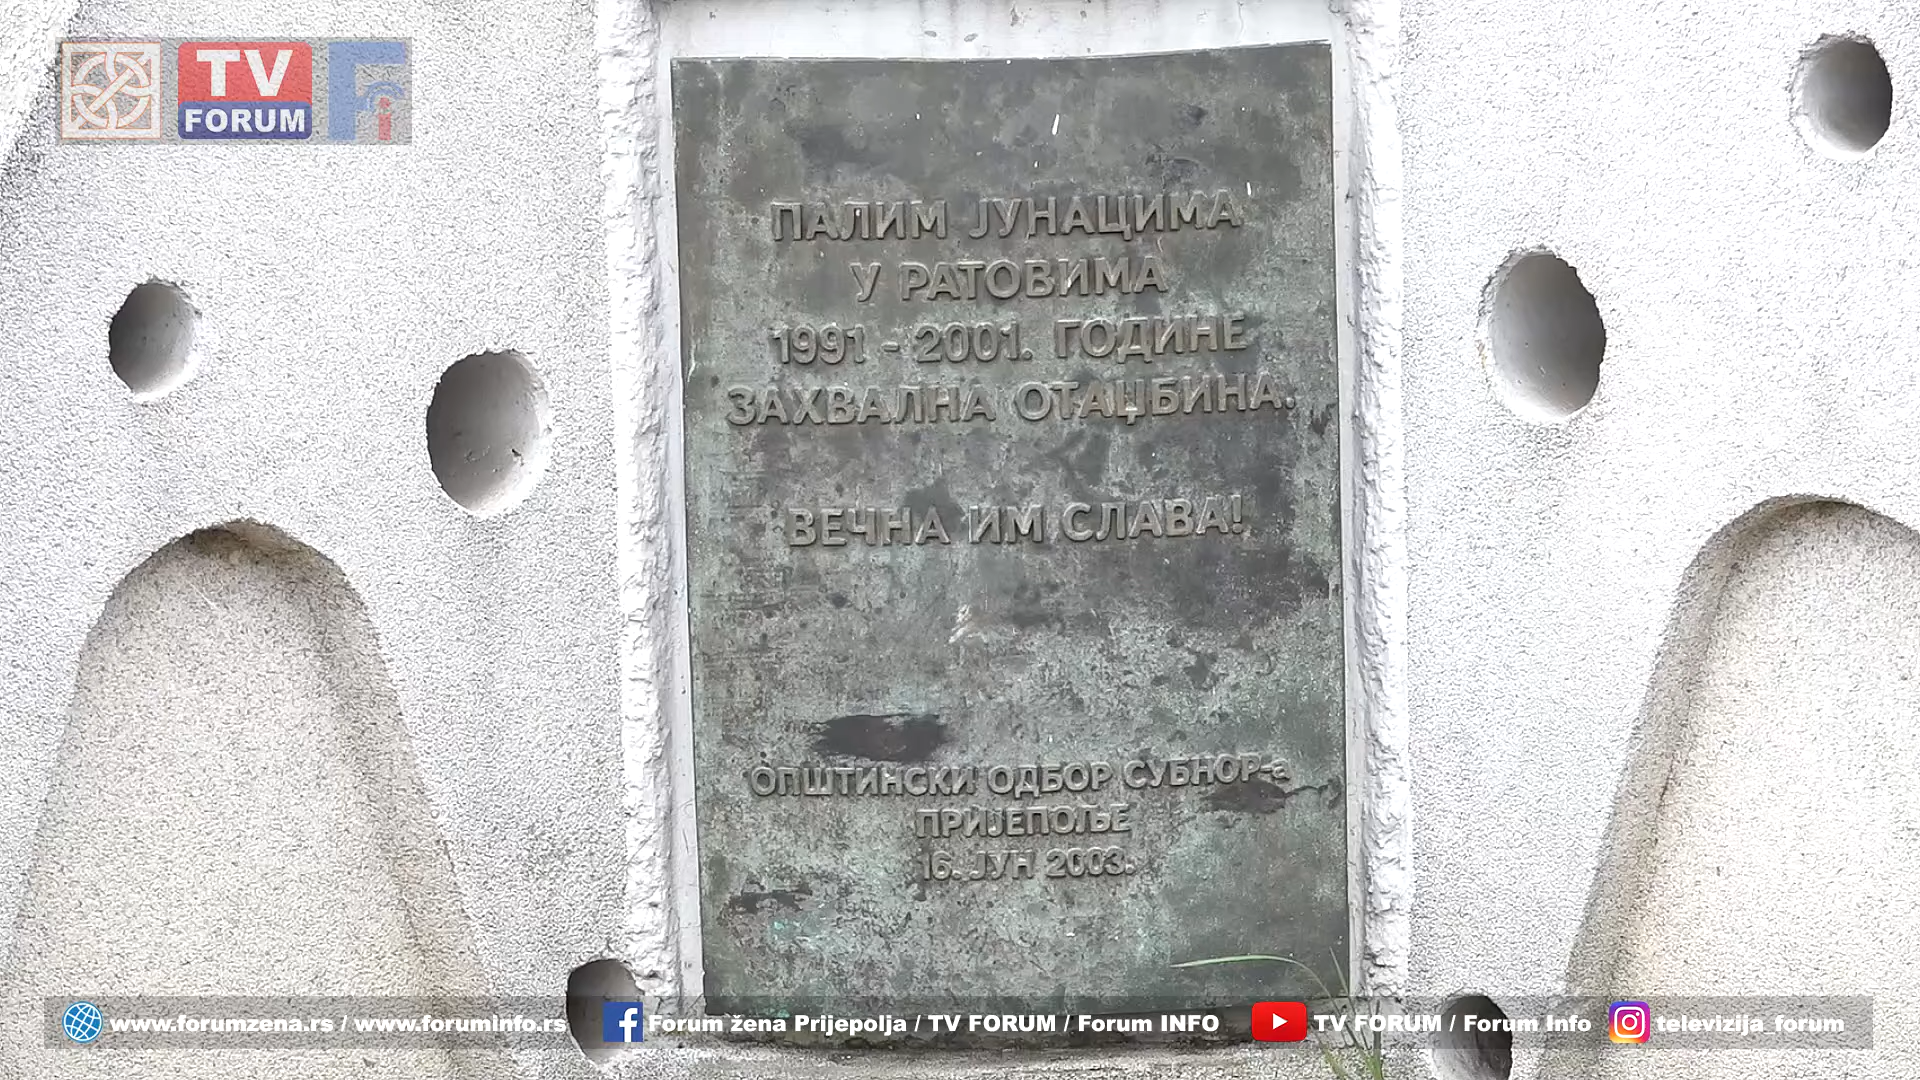 TV
FORUM
Fi
ПАЛИМ ЈУНАЦИМА
У РАТОВИМА
1991 - 2001. ГОДИНЕ
ЗАХВАЛНА ОТАЏБИНА.
ВЕЧНА ИМ СЛАВА!
ОПШТИНСКИ ОДБОР СУБНОР-а
ПРИЈЕПОЉЕ
16. ЈУН 2003.
www.forumzena.rs / www.foruminfo.rs Forum žena Prijepolja / TV FORUM / Forum INFO TV FORUM / Forum Info televizija_forum